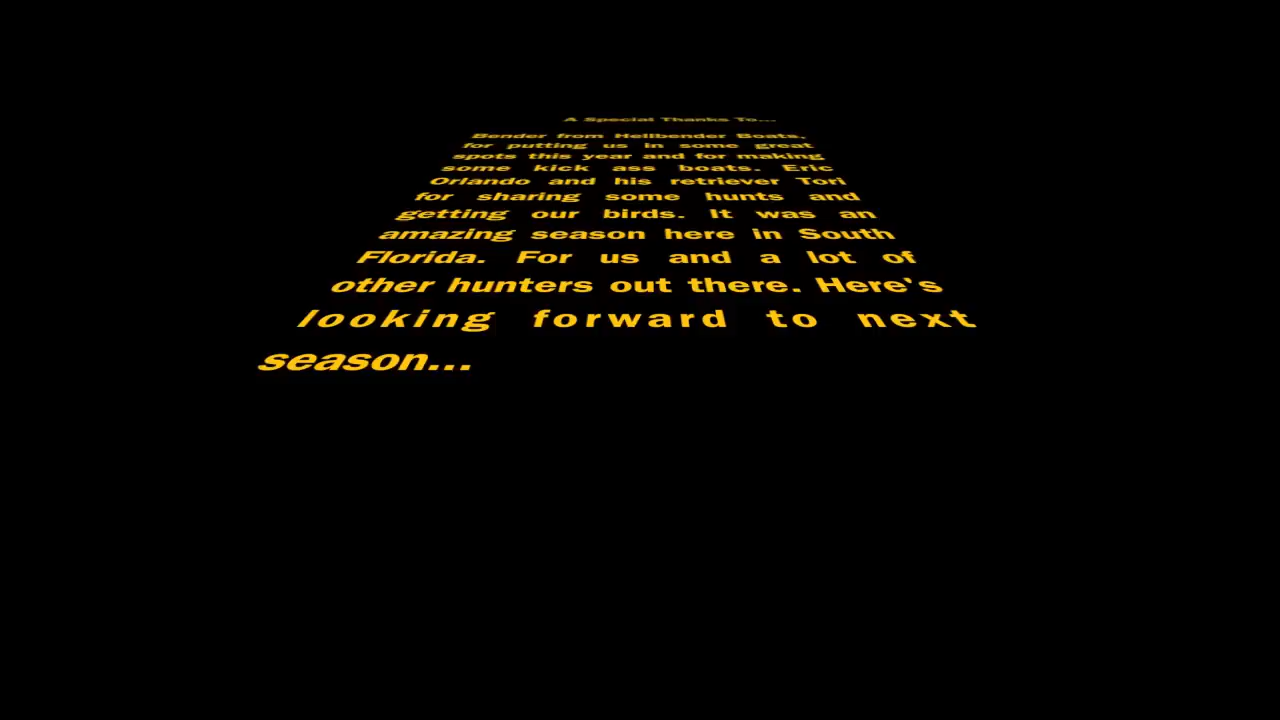 A Special Thanks To...
Bender from Hellbender Boats,
for putting us in some great
spots this year and for making
some kick ass boats. Eric
Orlando and his retriever Tori
for sharing some hunts and
getting our birds. It was an
amazing season here in South
Florida. For us and a lot of
other hunters out there. Here's
looking forward to next
season...